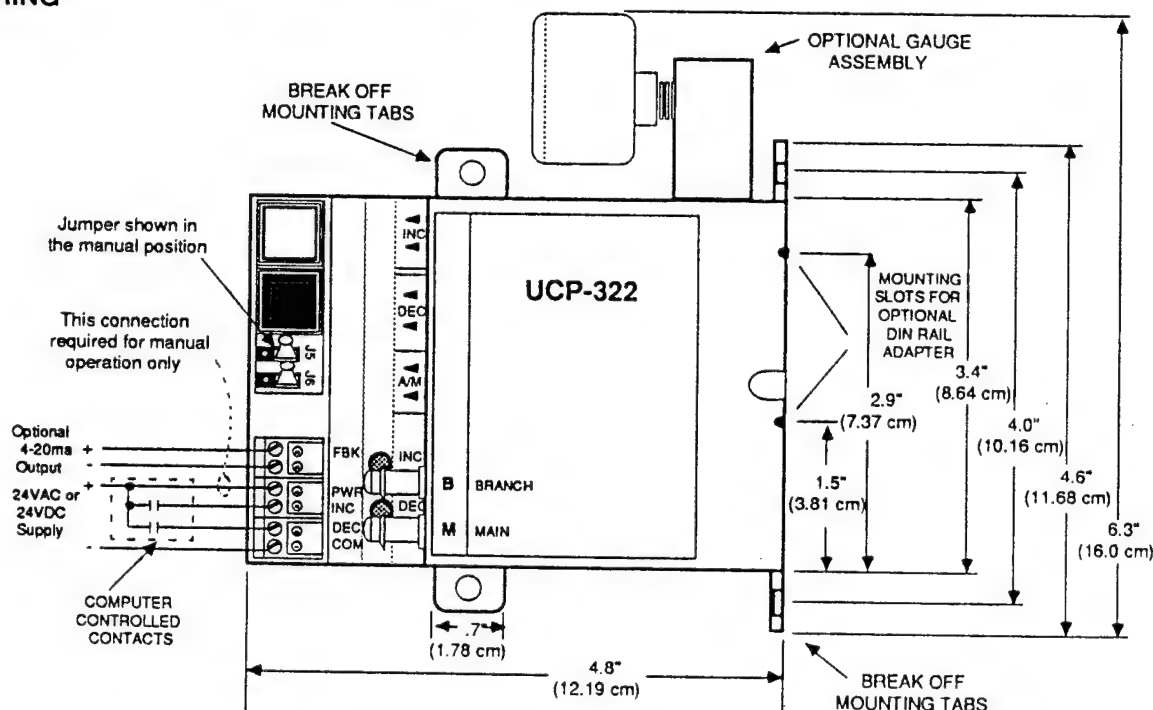 OPTIONAL GAUGE
ASSEMBLY
BREAK OFF
MOUNTING TABS
Jumper shown in
the manual position
This connection
required for manual
operation only
J5
J6
INC
DEC
A/M
UCP-322
MOUNTING
SLOTS FOR
OPTIONAL
DIN RAIL
ADAPTER
2.9"
(7.37 cm)
3.4"
(8.64 cm)
4.0"
(10.16 cm)
4.6"
(11.68 cm)
6.3"
(16.0 cm)
1.5"
(3.81 cm)
Optional
4-20ma +
Output -
+
24VAC or
24VDC
Supply
-
FBK
PWR
INC
DEC
COM
INC
DEC
B BRANCH
M MAIN
COMPUTER
CONTROLLED
CONTACTS
.7"
(1.78 cm)
4.8"
(12.19 cm)
BREAK OFF
MOUNTING TABS